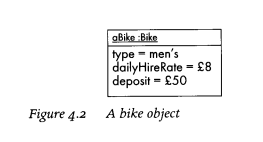 aBike :Bike
type = men's
dailyHireRate = £8
deposit = £50
Figure 4.2 A bike object